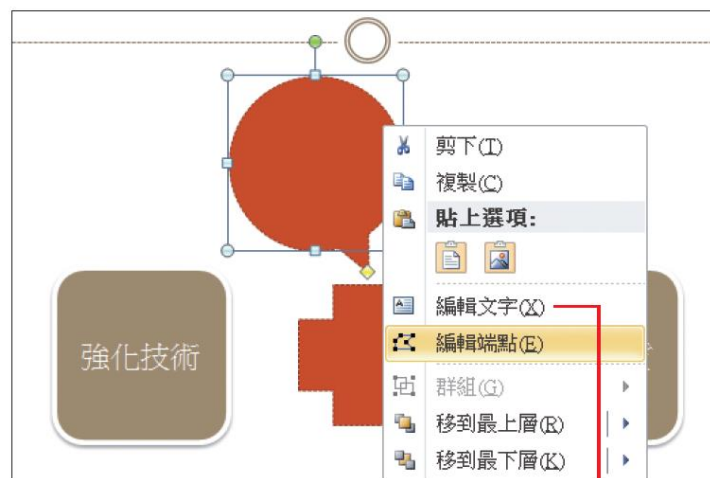 剪下(T)
複製(C)
貼上選項:
編輯文字(X)
編輯端點(E)
強化技術
群組(G)
移到最上層(R)
移到最下層(K)